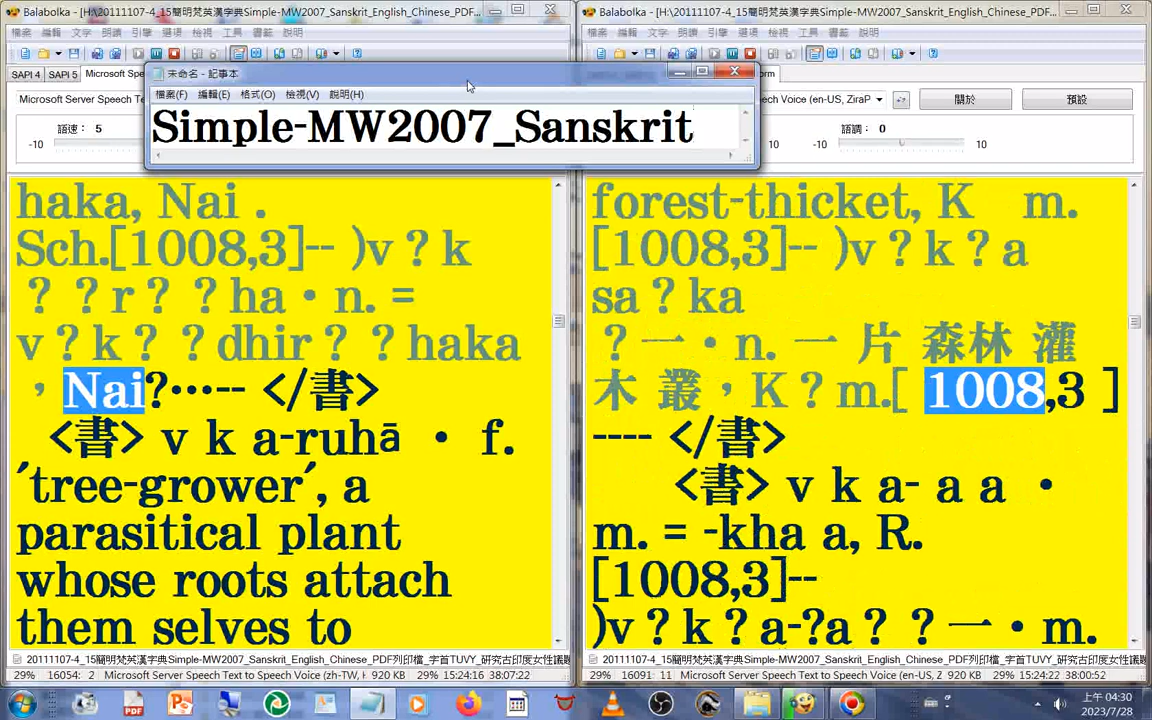 Balabolka - [H:\20111107-4_15簡明梵英漢字典Simple-MW2007_Sanskrit_English_Chinese_PDF...
檔案 編輯 文字 朗讀 引擎 選項 檢視 工具 書籤 說明
SAPI 4 SAPI 5 Microsoft Sp
Microsoft Server Speech Te
語速： 5
-10
haka, Nai .
Sch.[1008,3]-- )v？k
？？r？？ha·n. =
v？k？？dhir？？haka
，Nai?…-- </書>
<書> v k a-ruhā · f.
'tree-grower', a
parasitical plant
whose roots attach
them selves to
20111107-4_15簡明梵英漢字典Simple-MW2007_Sanskrit_English_Chinese_PDF列印檔_字首TUVY_研究古印度女性議題
29% 16054: 2 Microsoft Server Speech Text to Speech Voice (zh-TW, H 920 KB 15:24:16 38:07:22
未命名 - 記事本
檔案(F) 編輯(E) 格式(O) 檢視(V) 說明(H)
Simple-MW2007_Sanskrit
Balabolka - [H:\20111107-4_15簡明梵英漢字典Simple-MW2007_Sanskrit_English_Chinese_PDF...
檔案 編輯 文字 朗讀 引擎 選項 檢視 工具 書籤 說明
orm
ech Voice (en-US, ZiraP 關於 預設
語調： 0
10 -10 10
forest-thicket, K m.
[1008,3]-- )v？k？a
sa？ka
？一·n. 一 片 森林 灌
木 叢，K？m.[ 1008,3 ]
---- </書>
<書> v k a- a a ·
m. = -kha a, R.
[1008,3]--
)v？k？a-?a？？一·m.
20111107-4_15簡明梵英漢字典Simple-MW2007_Sanskrit_English_Chinese_PDF列印檔_字首TUVY_研究古印度女性議題
29% 16091: 11 Microsoft Server Speech Text to Speech Voice (en-US, Z 920 KB 15:24:22 38:00:52
上午 04:30
2023/7/28